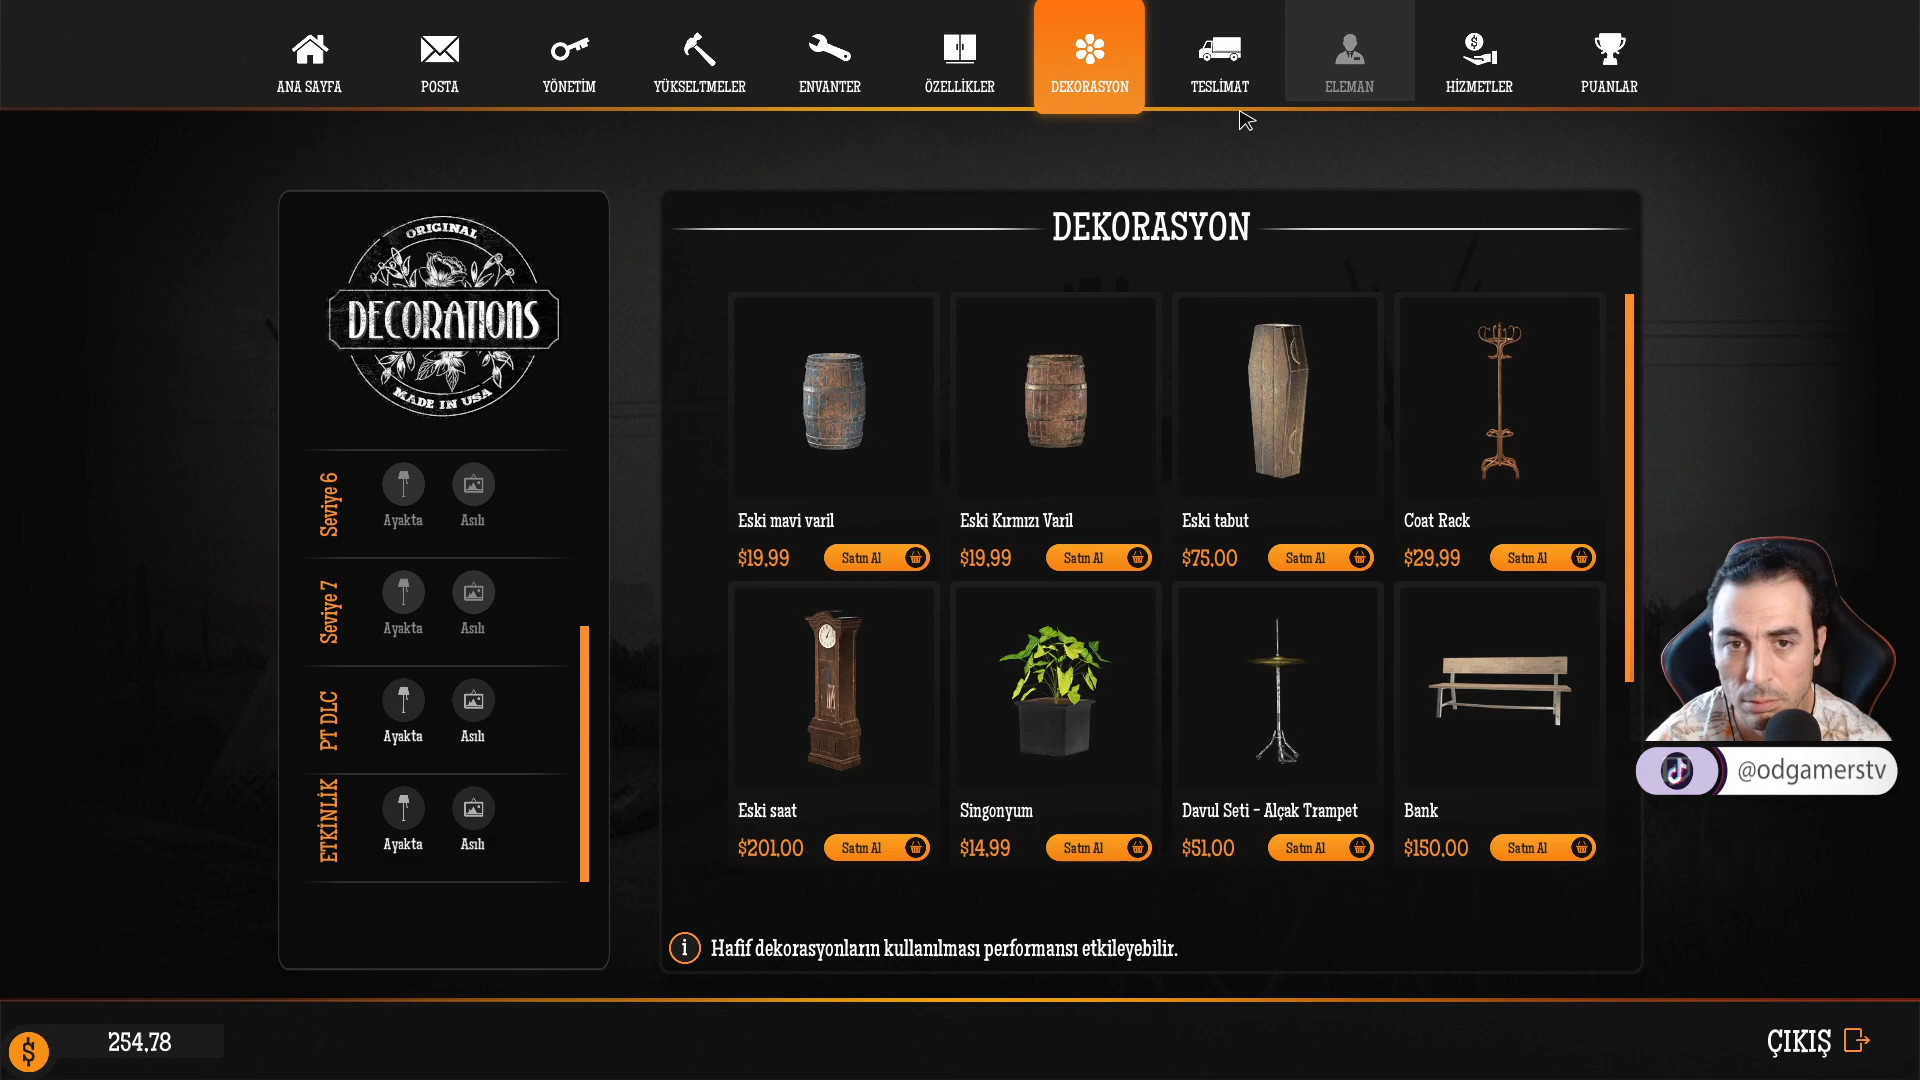 ANA SAYFA
POSTA
YÖNETİM
YÜKSELTMELER
ENVANTER
ÖZELLİKLER
DEKORASYON
TESLİMAT
ELEMAN
HİZMETLER
PUANLAR
ORIGINAL
DECORATIONS
MADE IN USA
Seviye 6
Ayakta
Asılı
Seviye 7
Ayakta
Asılı
PT DLC
Ayakta
Asılı
ETKİNLİK
Ayakta
Asılı
DEKORASYON
Eski mavi varil
$19,99
Satın Al
Eski Kırmızı Varil
$19,99
Satın Al
Eski tabut
$75,00
Satın Al
Coat Rack
$29,99
Satın Al
Eski saat
$201,00
Satın Al
Singonyum
$14,99
Satın Al
Davul Seti - Alçak Trampet
$51,00
Satın Al
Bank
$150,00
Satın Al
@odgamerstv
i Hafif dekorasyonların kullanılması performansı etkileyebilir.
$ 254,78
ÇIKIŞ